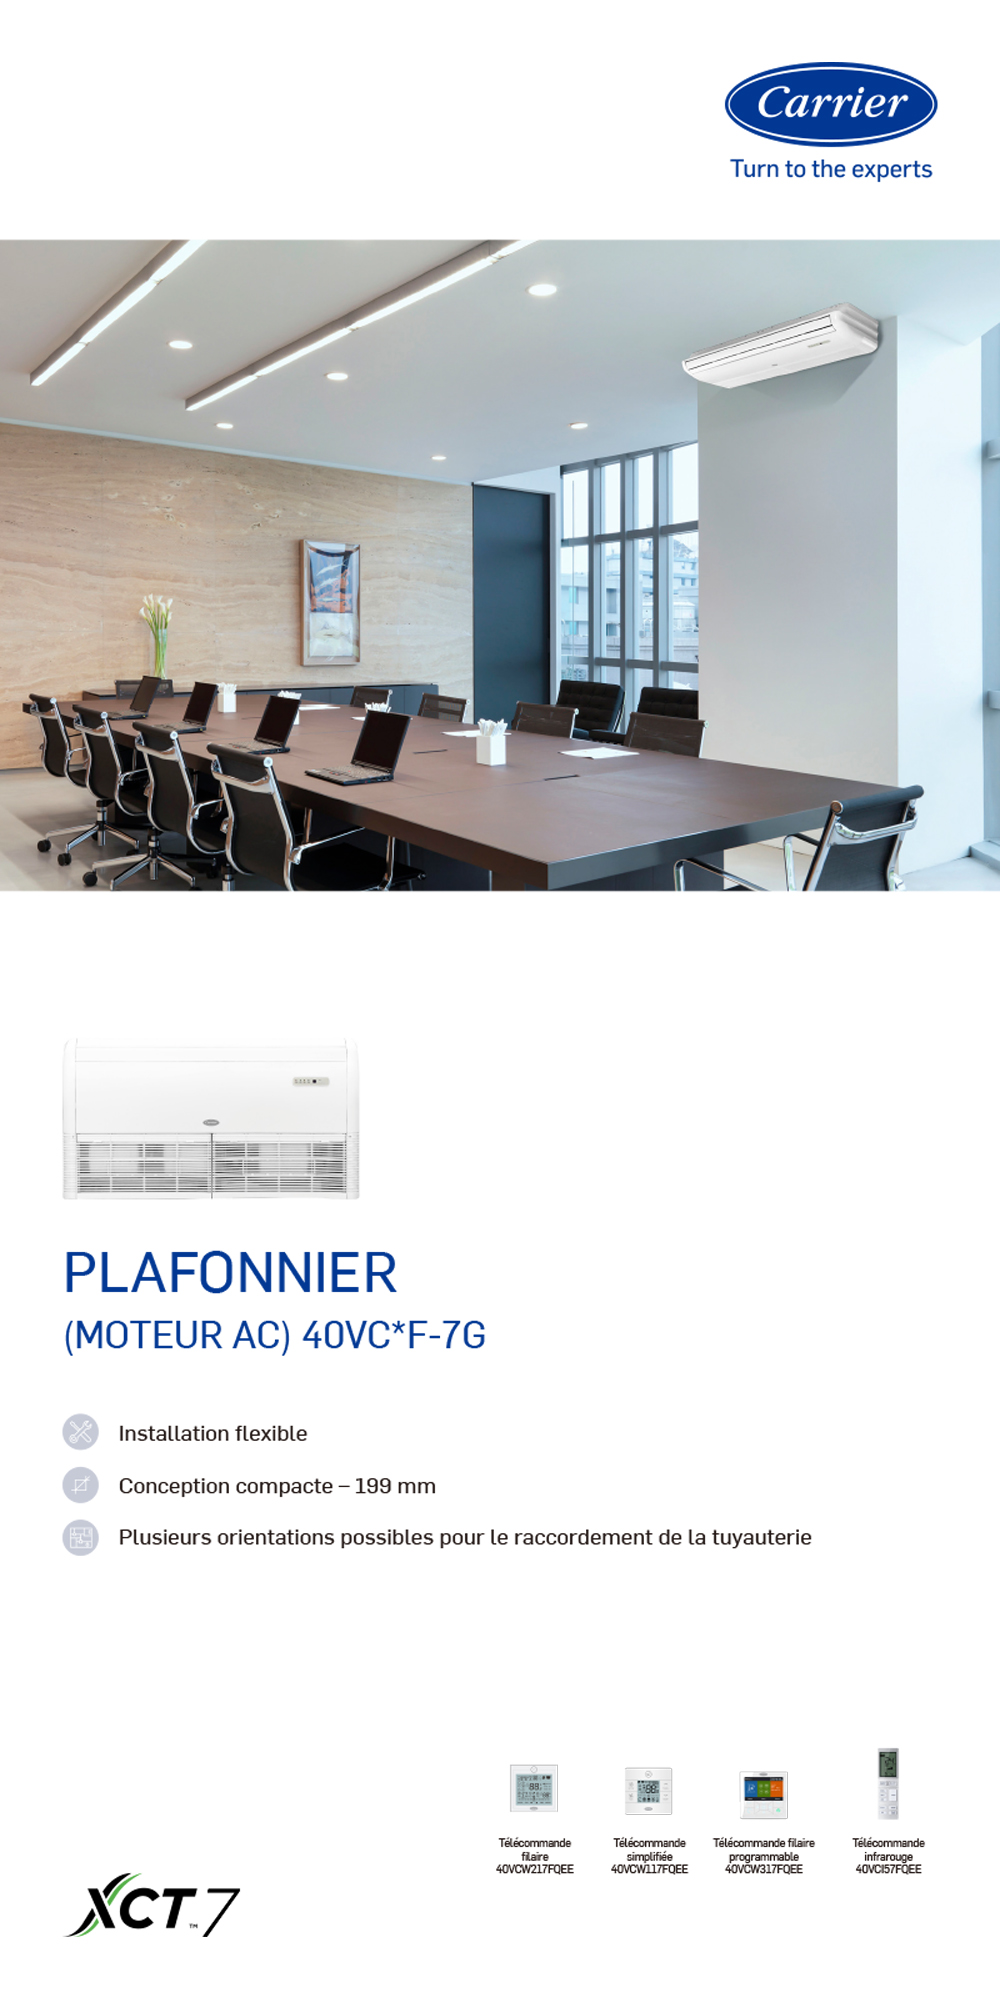 Carrier
Turn to the experts
PLAFONNIER
(MOTEUR AC) 40VC*F-7G
Installation flexible
Conception compacte – 199 mm
Plusieurs orientations possibles pour le raccordement de la tuyauterie
Télécommande
filaire
40VCW217FQEE
Télécommande
simplifiée
40VCW117FQEE
Télécommande filaire
programmable
40VCW317FQEE
Télécommande
infrarouge
40VCI57FQEE
XCT™ 7